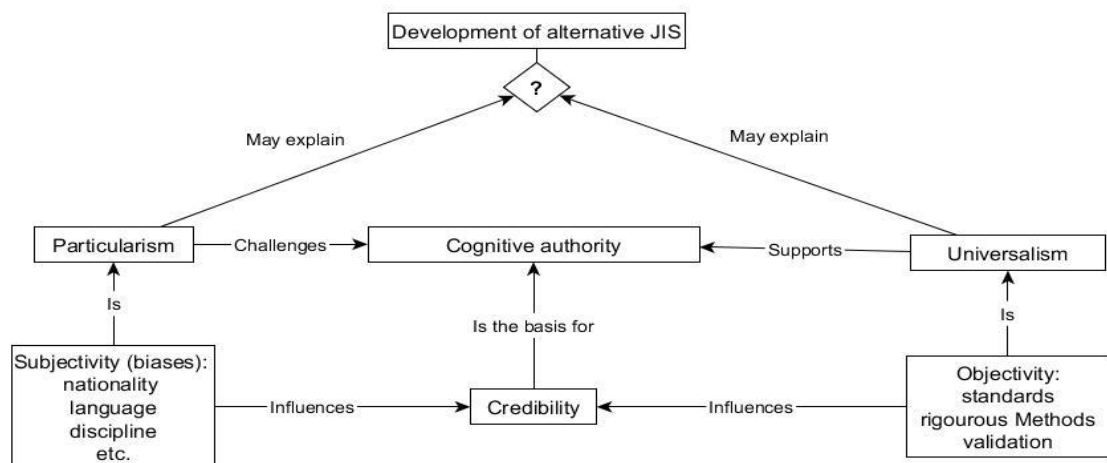 Development of alternative JIS
?
May explain
May explain
Particularism
Challenges
Cognitive authority
Supports
Universalism
Is
Is the basis for
Is
Subjectivity (biases):
nationality
language
discipline
etc.
Influences
Credibility
Influences
Objectivity:
standards
rigourous Methods
validation